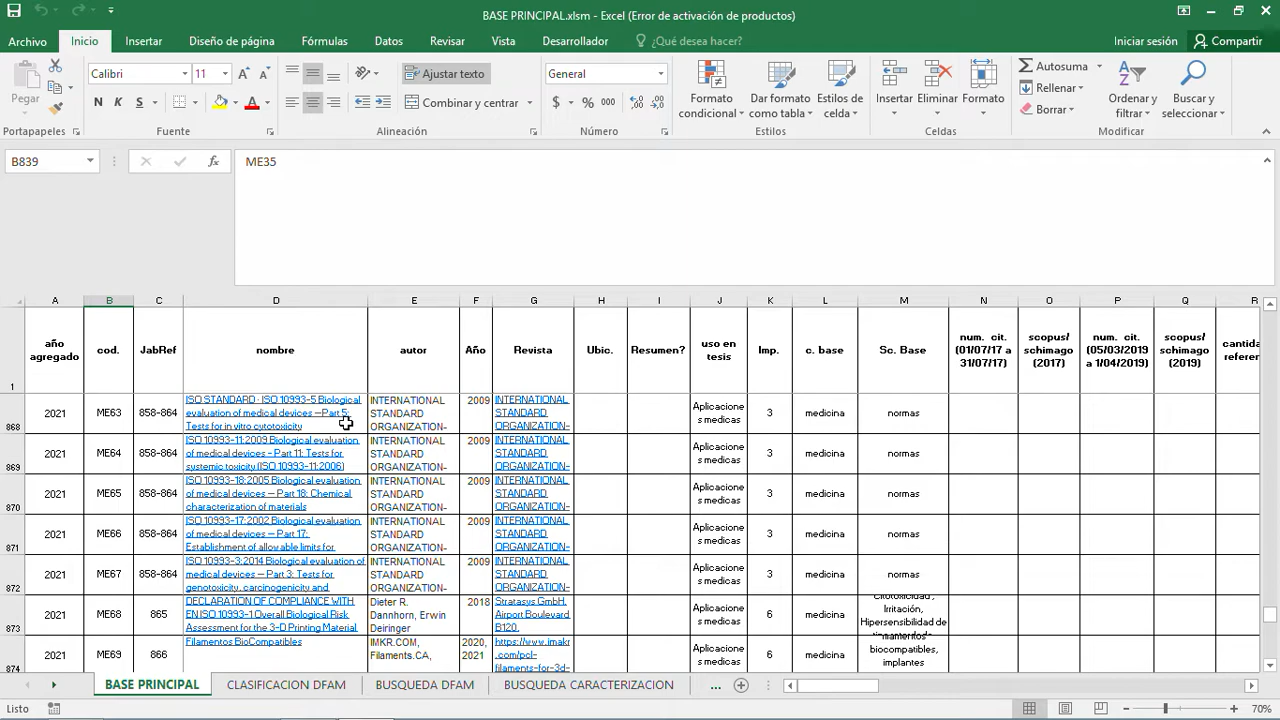 BASE PRINCIPAL.xlsm - Excel (Error de activación de productos)
Archivo Inicio Insertar Diseño de página Fórmulas Datos Revisar Vista Desarrollador ¿Qué desea hacer? Iniciar sesión Compartir
Pegar
Calibri 11
N K S
Ajustar texto
Combinar y centrar
General
$ % 000
Formato condicional
Dar formato como tabla
Estilos de celda
Insertar Eliminar Formato
Autosuma
Rellenar
Borrar
Ordenar y filtrar
Buscar y seleccionar
Portapapeles Fuente Alineación Número Estilos Celdas Modificar
B839 fx ME35
A B C D E F G H I J K L M N O P Q R
1 año agregado cod. JabRef nombre autor Año Revista Ubic. Resumen? uso en tesis Imp. c. base Sc. Base num. cit. (01/07/17 a 31/07/17) scopus/ schimago (2017) num. cit. (05/03/2019 a 1/04/2019) scopus/ schimago (2019)
868 2021 ME63 858-864 ISO STANDARD : ISO 10993-5 Biological evaluation of medical devices —Part 5: Tests for in vitro cytotoxicity INTERNATIONAL STANDARD ORGANIZATION- 2009 INTERNATIONAL STANDARD ORGANIZATION- Aplicaciones medicas 3 medicina normas
869 2021 ME64 858-864 ISO 10993-11:2009 Biological evaluation of medical devices - Part 11: Tests for systemic toxicity (ISO 10993-11:2006) INTERNATIONAL STANDARD ORGANIZATION- 2009 INTERNATIONAL STANDARD ORGANIZATION- Aplicaciones medicas 3 medicina normas
870 2021 ME65 858-864 ISO 10993-18:2005 Biological evaluation of medical devices — Part 18: Chemical characterization of materials INTERNATIONAL STANDARD ORGANIZATION- 2009 INTERNATIONAL STANDARD ORGANIZATION- Aplicaciones medicas 3 medicina normas
871 2021 ME66 858-864 ISO 10993-17:2002 Biological evaluation of medical devices — Part 17: Establishment of allowable limits for INTERNATIONAL STANDARD ORGANIZATION- 2009 INTERNATIONAL STANDARD ORGANIZATION- Aplicaciones medicas 3 medicina normas
872 2021 ME67 858-864 ISO 10993-3:2014 Biological evaluation of medical devices — Part 3: Tests for genotoxicity, carcinogenicity and INTERNATIONAL STANDARD ORGANIZATION- 2009 INTERNATIONAL STANDARD ORGANIZATION- Aplicaciones medicas 3 medicina normas
873 2021 ME68 865 DECLARATION OF COMPLIANCE WITH EN ISO 10993-1 Overall Biological Risk Assessment for the 3-D Printing Material Dieter R. Dannhorn, Erwin Deiringer 2018 Stratasys GmbH, Airport Boulevard B120, Aplicaciones medicas 6 medicina Citotoxicidad, Irritación, Hipersensibilidad de
874 2021 ME69 866 Filamentos BioCompatibles IMKR.COM, Filaments.CA, 2020, 2021 https://www.imakr.com/pcl-filaments-for-3d- Aplicaciones medicas 6 medicina biocompatibles, implantes
BASE PRINCIPAL CLASIFICACION DFAM BUSQUEDA DFAM BUSQUEDA CARACTERIZACION ...
Listo 70%